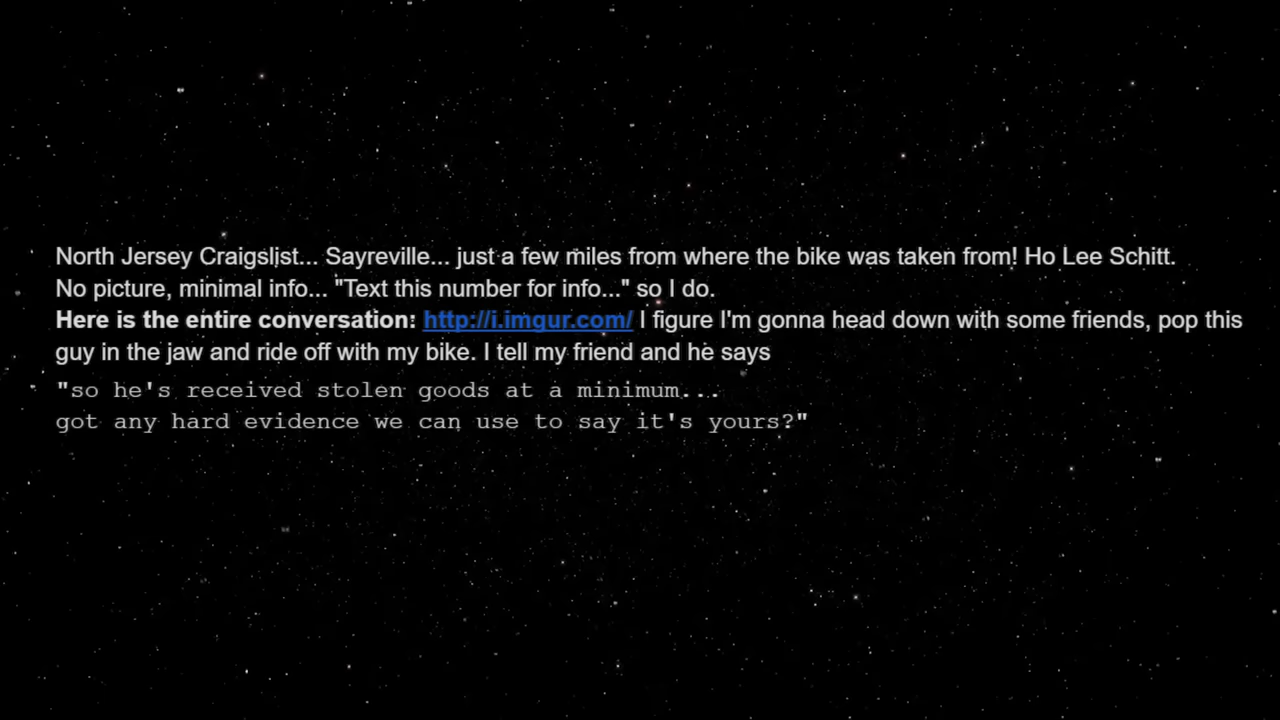 North Jersey Craigslist... Sayreville... just a few miles from where the bike was taken from! Ho Lee Schitt.
No picture, minimal info... "Text this number for info..." so I do.
Here is the entire conversation: http://i.imgur.com/ I figure I'm gonna head down with some friends, pop this
guy in the jaw and ride off with my bike. I tell my friend and he says
"so he's received stolen goods at a minimum...
got any hard evidence we can use to say it's yours?"